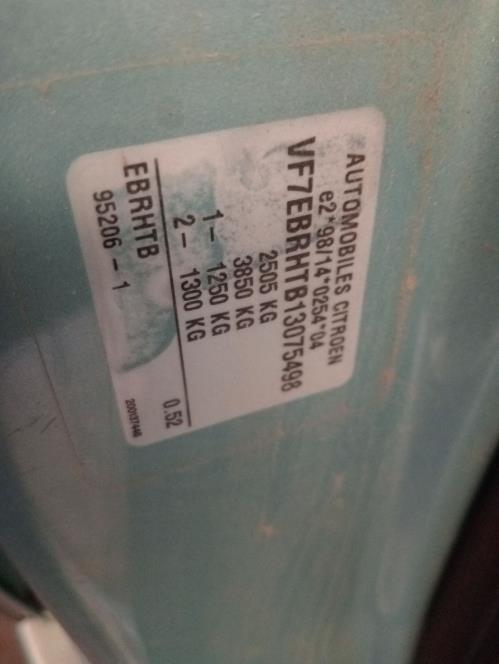 AUTOMOBILES CITROEN
e2*98/14*0254*04
VF7EBRHTB13075498
2505 KG
3850 KG
1- 1250 KG
2- 1300 KG
0.52
EBRHTB
95206-1
200137448